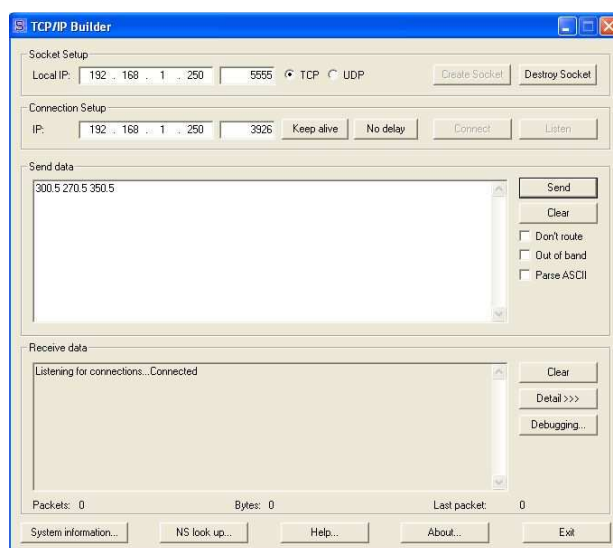 TCP/IP Builder
Socket Setup
Local IP: 192 . 168 . 1 . 250 5555 TCP UDP Create Socket Destroy Socket
Connection Setup
IP: 192 . 168 . 1 . 250 3926 Keep alive No delay Connect Listen
Send data
300.5 270.5 350.5
Send
Clear
Don't route
Out of band
Parse ASCII
Receive data
Listening for connections...Connected
Clear
Detail >>>
Debugging...
Packets: 0 Bytes: 0 Last packet: 0
System information... NS look up... Help... About... Exit